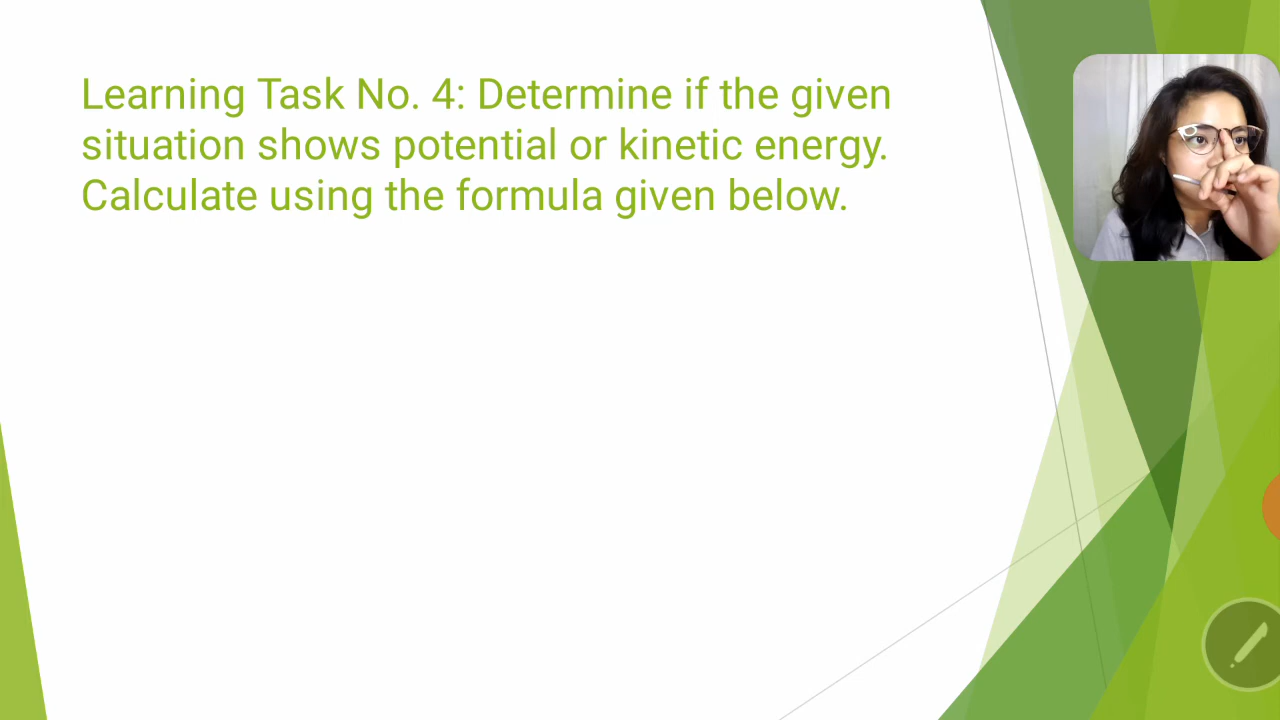 Learning Task No. 4: Determine if the given
situation shows potential or kinetic energy.
Calculate using the formula given below.